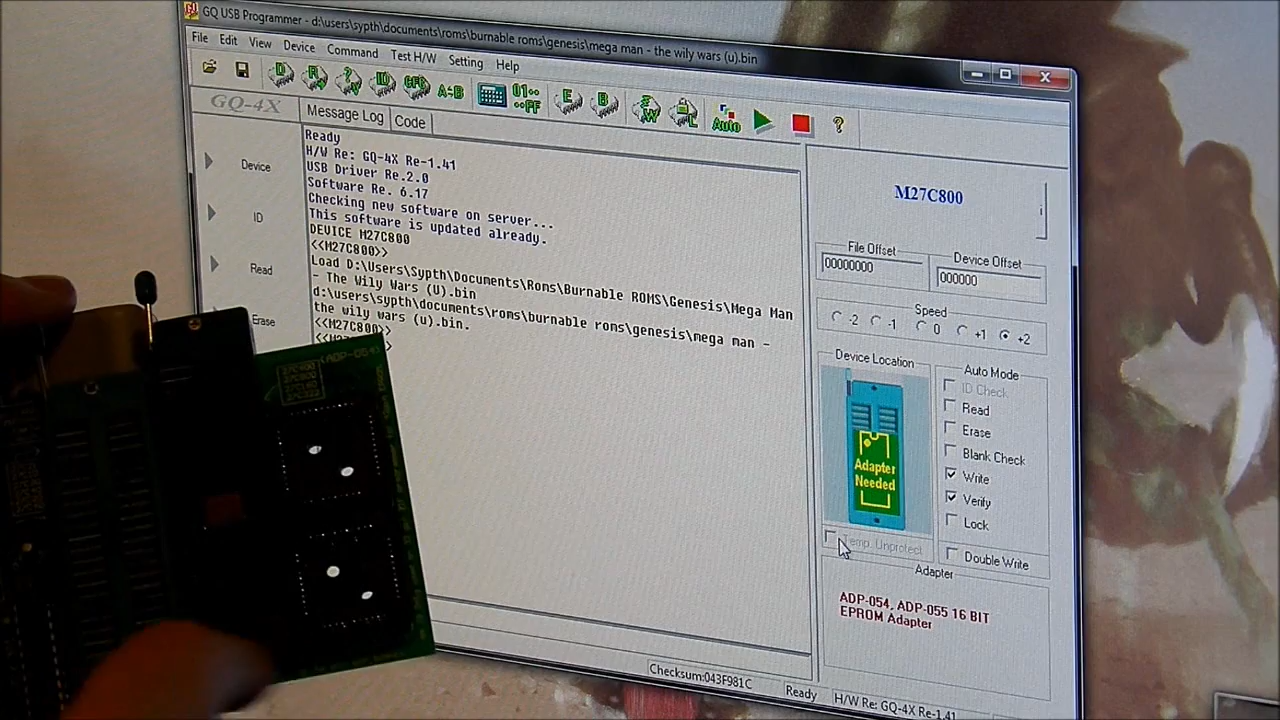 GQ USB Programmer - d:\users\sypth\documents\roms\burnable roms\genesis\mega man - the wily wars (u).bin
File Edit View Device Command Test H/W Setting Help
Auto
GQ-4X
Message Log Code
Device
ID
Read
Erase
Ready
H/W Re: GQ-4X Re-1.41
USB Driver Re.2.0
Software Re. 6.17
Checking new software on server...
This software is updated already.
DEVICE M27C800
<<M27C800>>
Load D:\Users\Sypth\Documents\Roms\Burnable ROMS\Genesis\Mega Man
- The Wily Wars (U).bin
d:\users\sypth\documents\roms\burnable roms\genesis\mega man -
the wily wars (u).bin.
<<M27C800>>
M27C800
File Offset
00000000
Device Offset
000000
Speed
-2 -1 0 +1 +2
Device Location
Adapter
Needed
Temp. Unprotect
Auto Mode
ID Check
Read
Erase
Blank Check
Write
Verify
Lock
Double Write
Adapter
ADP-054, ADP-055 16 BIT
EPROM Adapter
Checksum:043F981C
Ready
H/W Re: GQ-4X Re-1.41
(ADP-054)